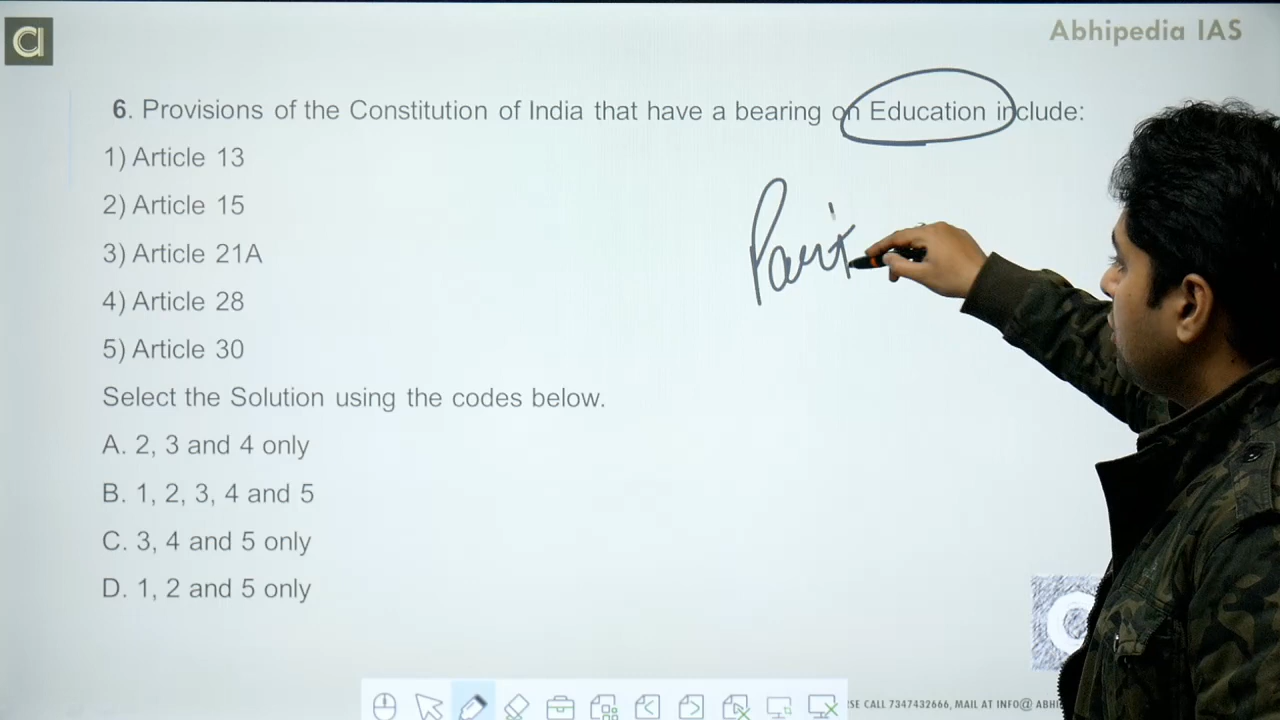 Abhipedia IAS
6. Provisions of the Constitution of India that have a bearing on Education include:
1) Article 13
2) Article 15
3) Article 21A
4) Article 28
5) Article 30
Select the Solution using the codes below.
A. 2, 3 and 4 only
B. 1, 2, 3, 4 and 5
C. 3, 4 and 5 only
D. 1, 2 and 5 only
Part
CALL 7347432666, MAIL AT INFO@